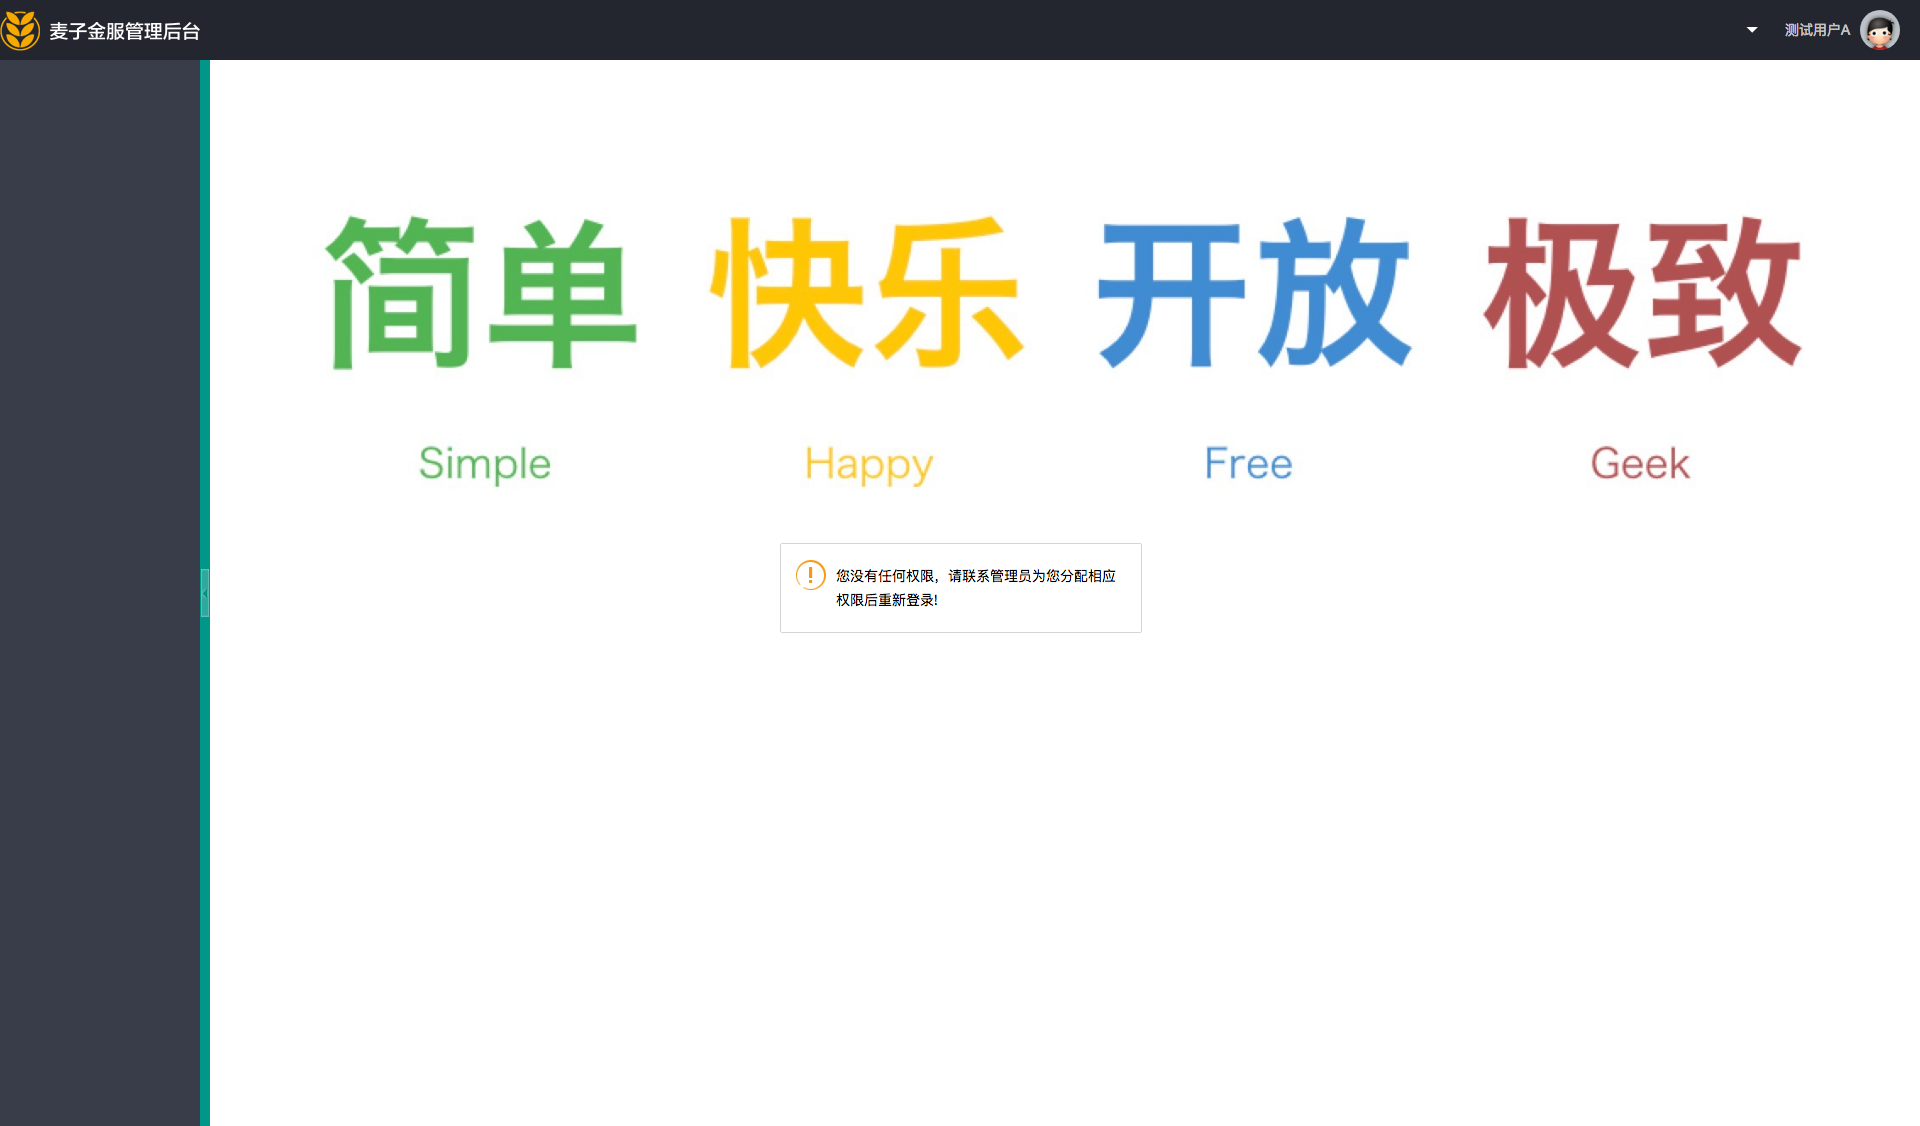 麦子金服管理后台
测试用户A
简单 快乐 开放 极致
Simple Happy Free Geek
您没有任何权限，请联系管理员为您分配相应
权限后重新登录!